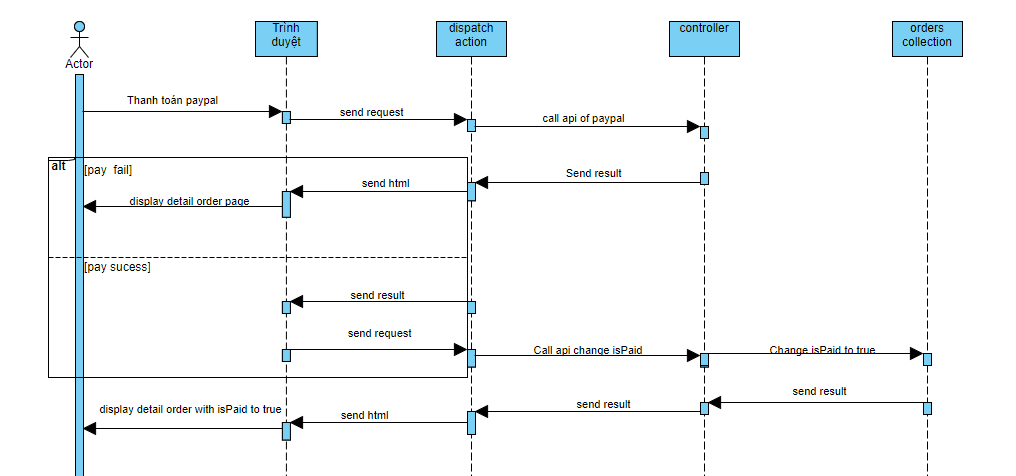 Trình
duyệt
dispatch
action
controller
orders
collection
Actor
Thanh toán paypal
send request
call api of paypal
alt
[pay  fail]
Send result
send html
display detail order page
[pay sucess]
send result
send request
Call api change isPaid
Change isPaid to true
send result
send result
send html
display detail order with isPaid to true